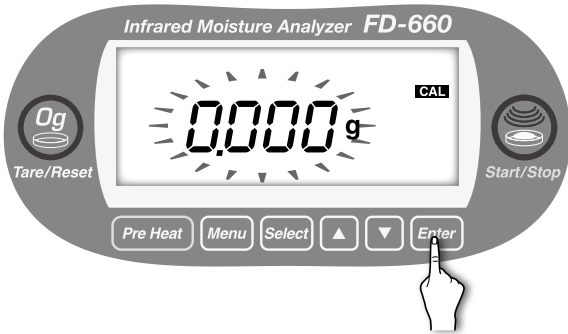 Infrared Moisture Analyzer FD-660
CAL
0.000 g
0g
Tare/Reset
Start/Stop
Pre Heat Menu Select ▲ ▼ Enter